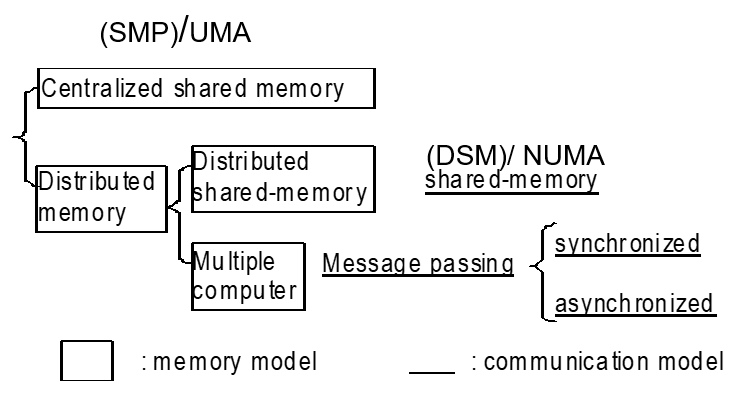 (SMP)/UMA
Centralized shared memory
Distributed
memory
Distributed
shared-memory
(DSM)/ NUMA
shared-memory
Multiple
computer
Message passing
synchronized
asynchronized
: memory model
: communication model